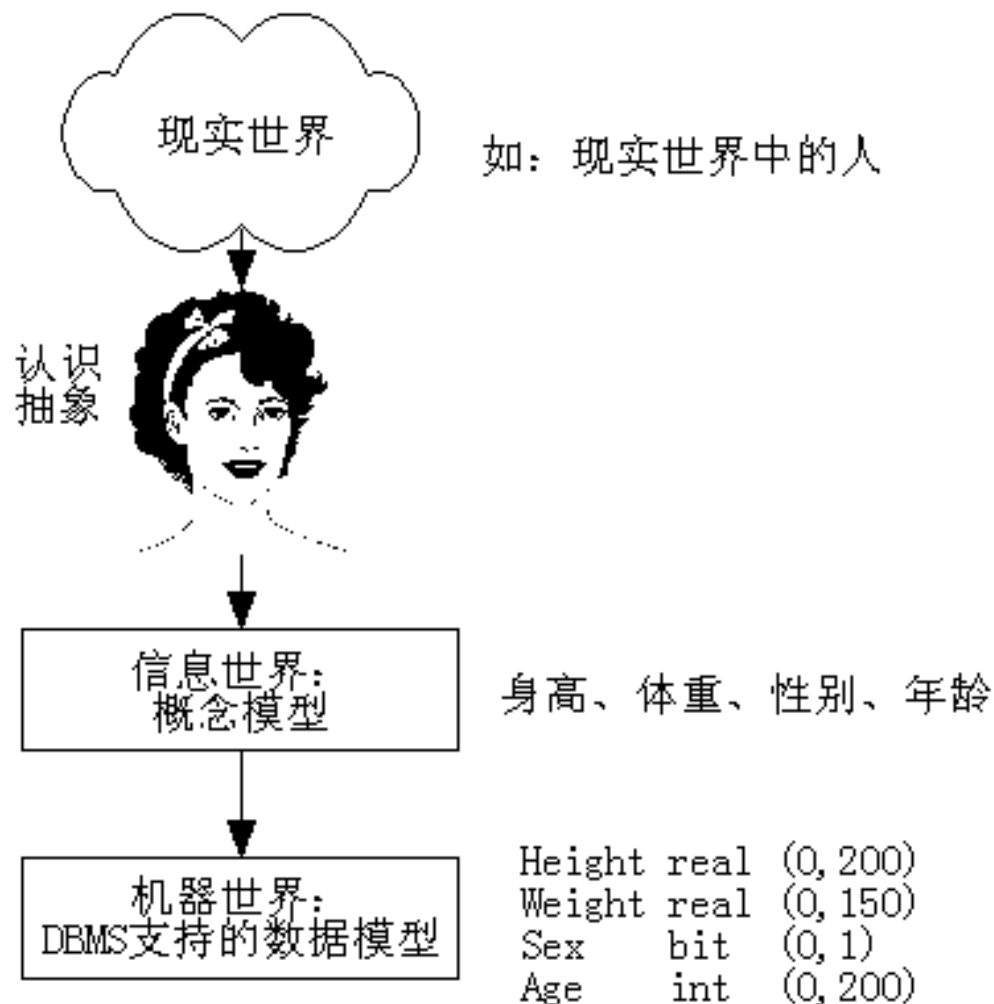 现实世界
如：现实世界中的人
认识
抽象
信息世界：
概念模型
身高、体重、性别、年龄
机器世界：
DBMS支持的数据模型
Height real (0,200)
Weight real (0,150)
Sex bit (0,1)
Age int (0,200)